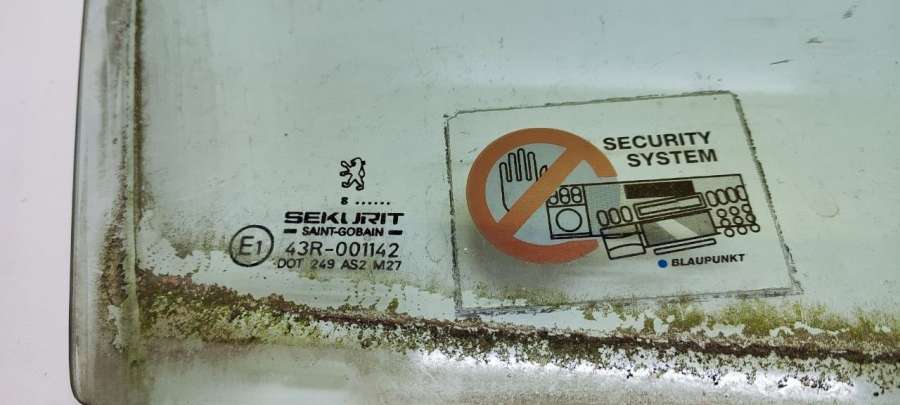 8 ......
SEKURIT
SAINT-GOBAIN
E1
43R-001142
DOT 249 AS2 M27
SECURITY
SYSTEM
BLAUPUNKT